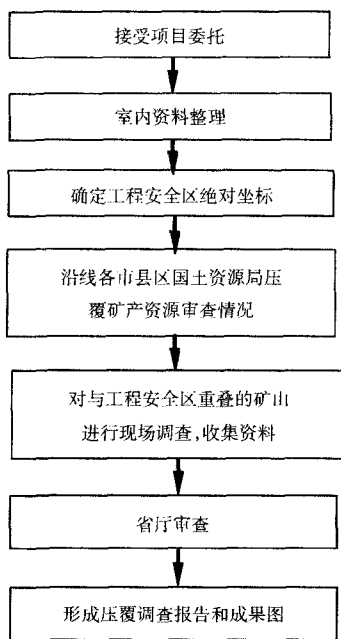 接受项目委托
室内资料整理
确定工程安全区绝对坐标
沿线各市县区国土资源局压
覆矿产资源审查情况
对与工程安全区重叠的矿山
进行现场调查,收集资料
省厅审查
形成压覆调查报告和成果图